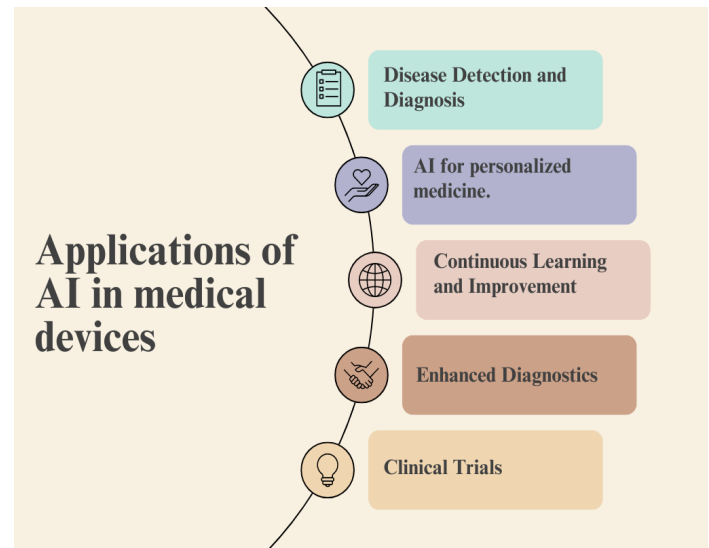 Applications of
AI in medical
devices
Disease Detection and
Diagnosis
AI for personalized
medicine.
Continuous Learning
and Improvement
Enhanced Diagnostics
Clinical Trials